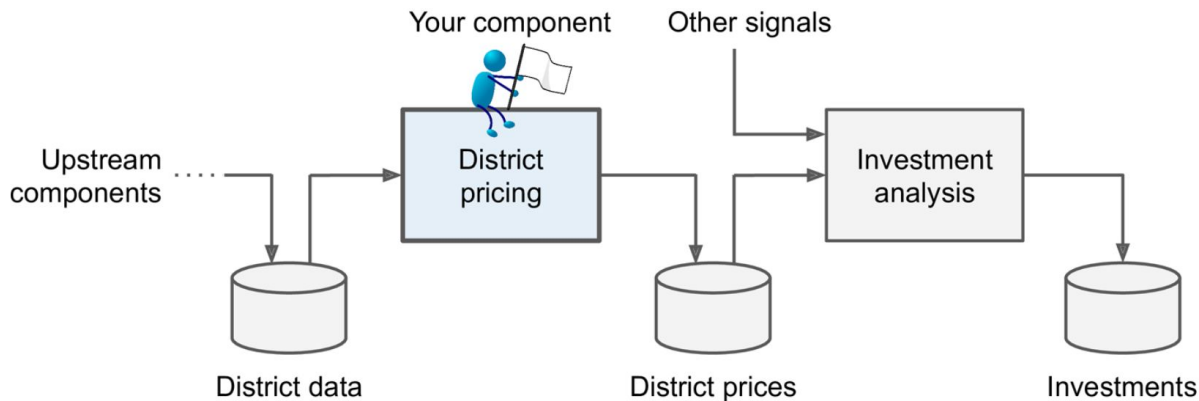 Your component
Other signals
Upstream
components
District
pricing
Investment
analysis
District data
District prices
Investments